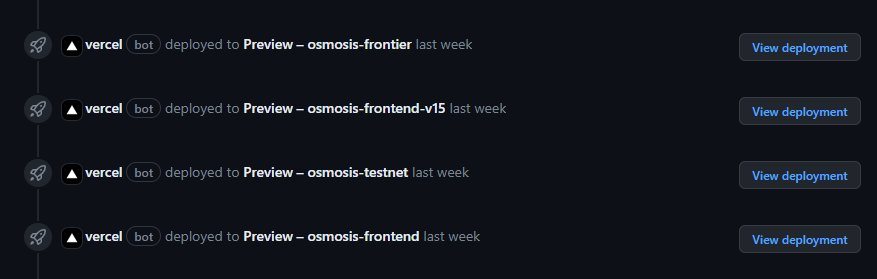 vercel bot deployed to Preview – osmosis-frontier last week View deployment
vercel bot deployed to Preview – osmosis-frontend-v15 last week View deployment
vercel bot deployed to Preview – osmosis-testnet last week View deployment
vercel bot deployed to Preview – osmosis-frontend last week View deployment